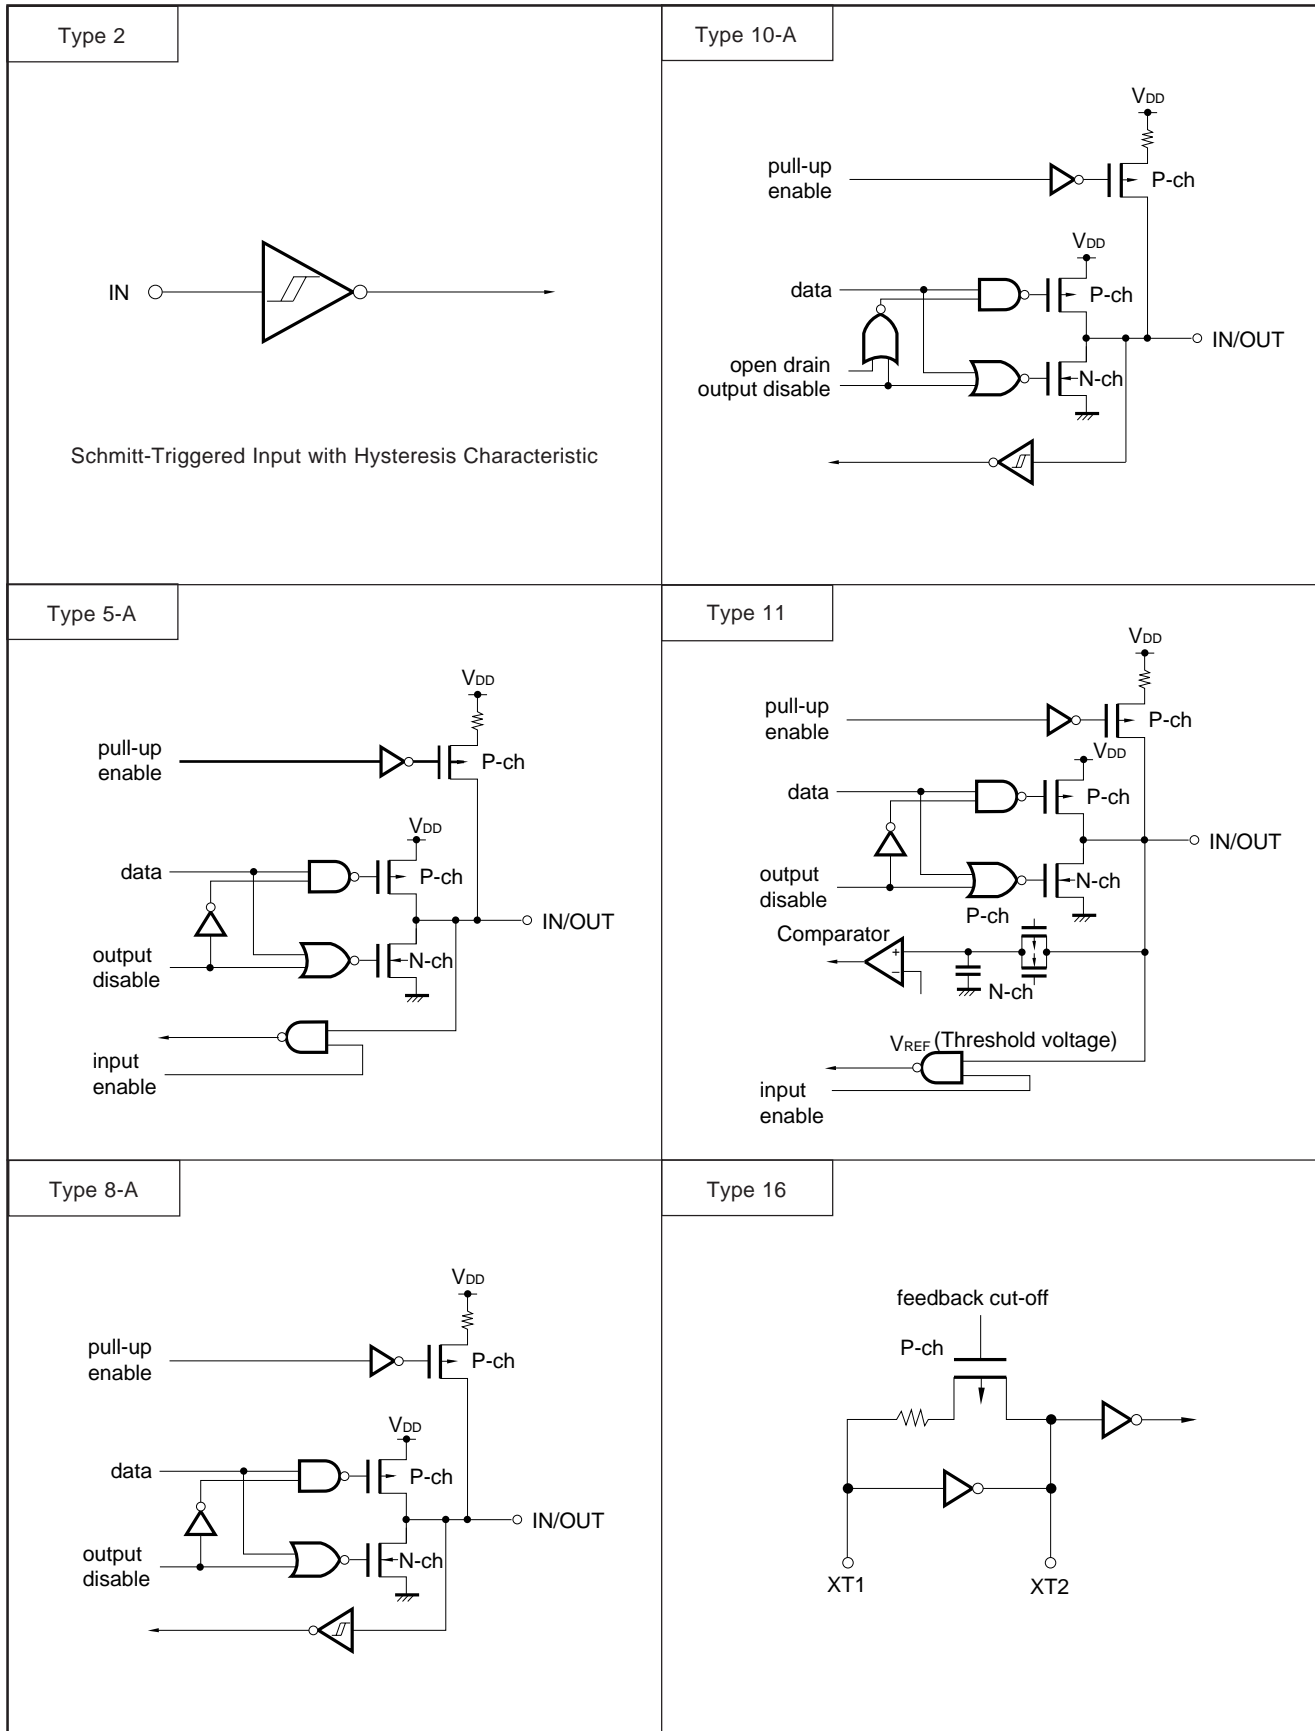 Type 2
IN
Schmitt-Triggered Input with Hysteresis Characteristic
Type 10-A
VDD
pull-up
enable
P-ch
VDD
data
P-ch
IN/OUT
open drain
output disable
N-ch
Type 5-A
VDD
pull-up
enable
P-ch
VDD
data
P-ch
IN/OUT
output
disable
N-ch
input
enable
Type 11
VDD
pull-up
enable
P-ch
VDD
data
P-ch
IN/OUT
output
disable
N-ch
P-ch
Comparator
+
−
N-ch
VREF (Threshold voltage)
input
enable
Type 8-A
VDD
pull-up
enable
P-ch
VDD
data
P-ch
IN/OUT
output
disable
N-ch
Type 16
feedback cut-off
P-ch
XT1
XT2